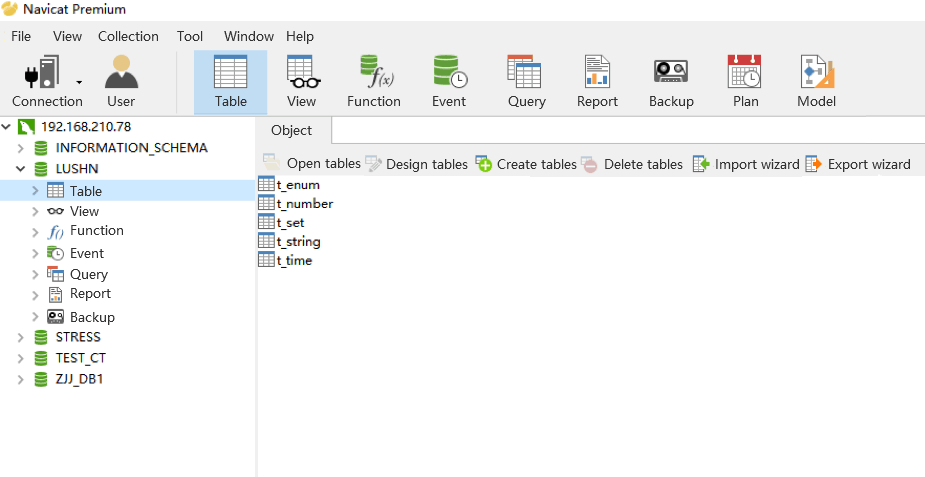 Navicat Premium
File View Collection Tool Window Help
Connection User Table View Function Event Query Report Backup Plan Model
192.168.210.78
INFORMATION_SCHEMA
LUSHN
Table
View
Function
Event
Query
Report
Backup
STRESS
TEST_CT
ZJJ_DB1
Object
Open tables Design tables Create tables Delete tables Import wizard Export wizard
t_enum
t_number
t_set
t_string
t_time